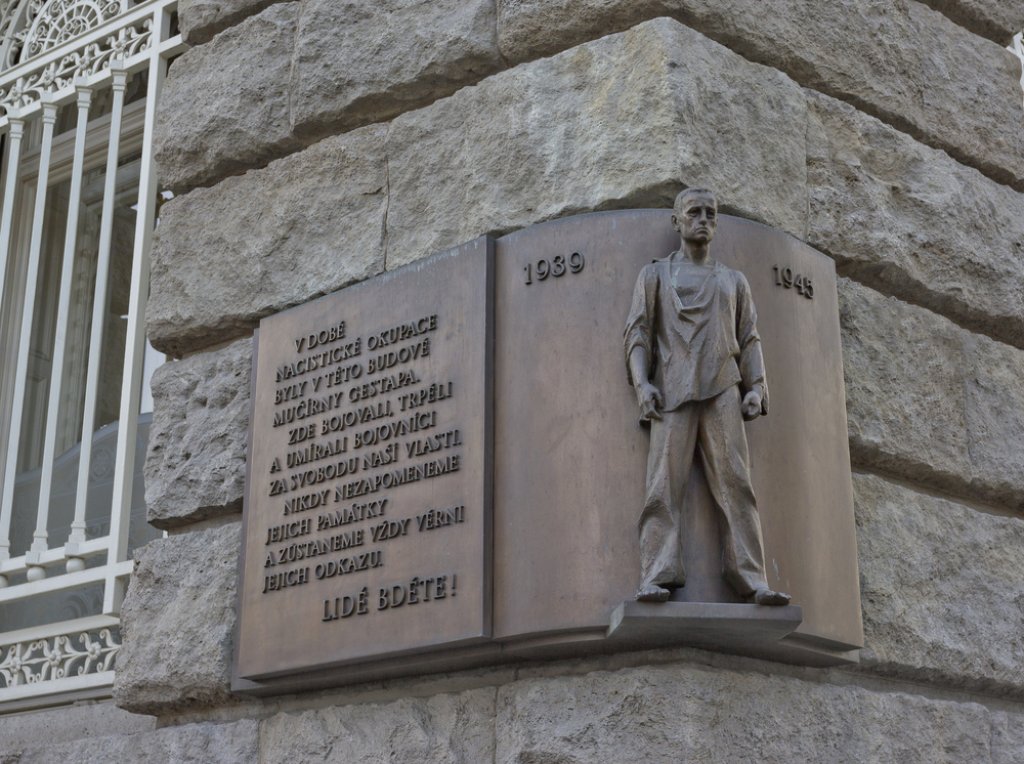 V DOBĚ
NACISTICKÉ OKUPACE
BYLY V TÉTO BUDOVĚ
MUČÍRNY GESTAPA.
ZDE BOJOVALI, TRPĚLI
A UMÍRALI BOJOVNÍCI
ZA SVOBODU NAŠÍ VLASTI.
NIKDY NEZAPOMENEME
JEJICH PAMÁTKY
A ZŮSTANEME VŽDY VĚRNI
JEJICH ODKAZU.
LIDÉ BDĚTE!
1939
1945